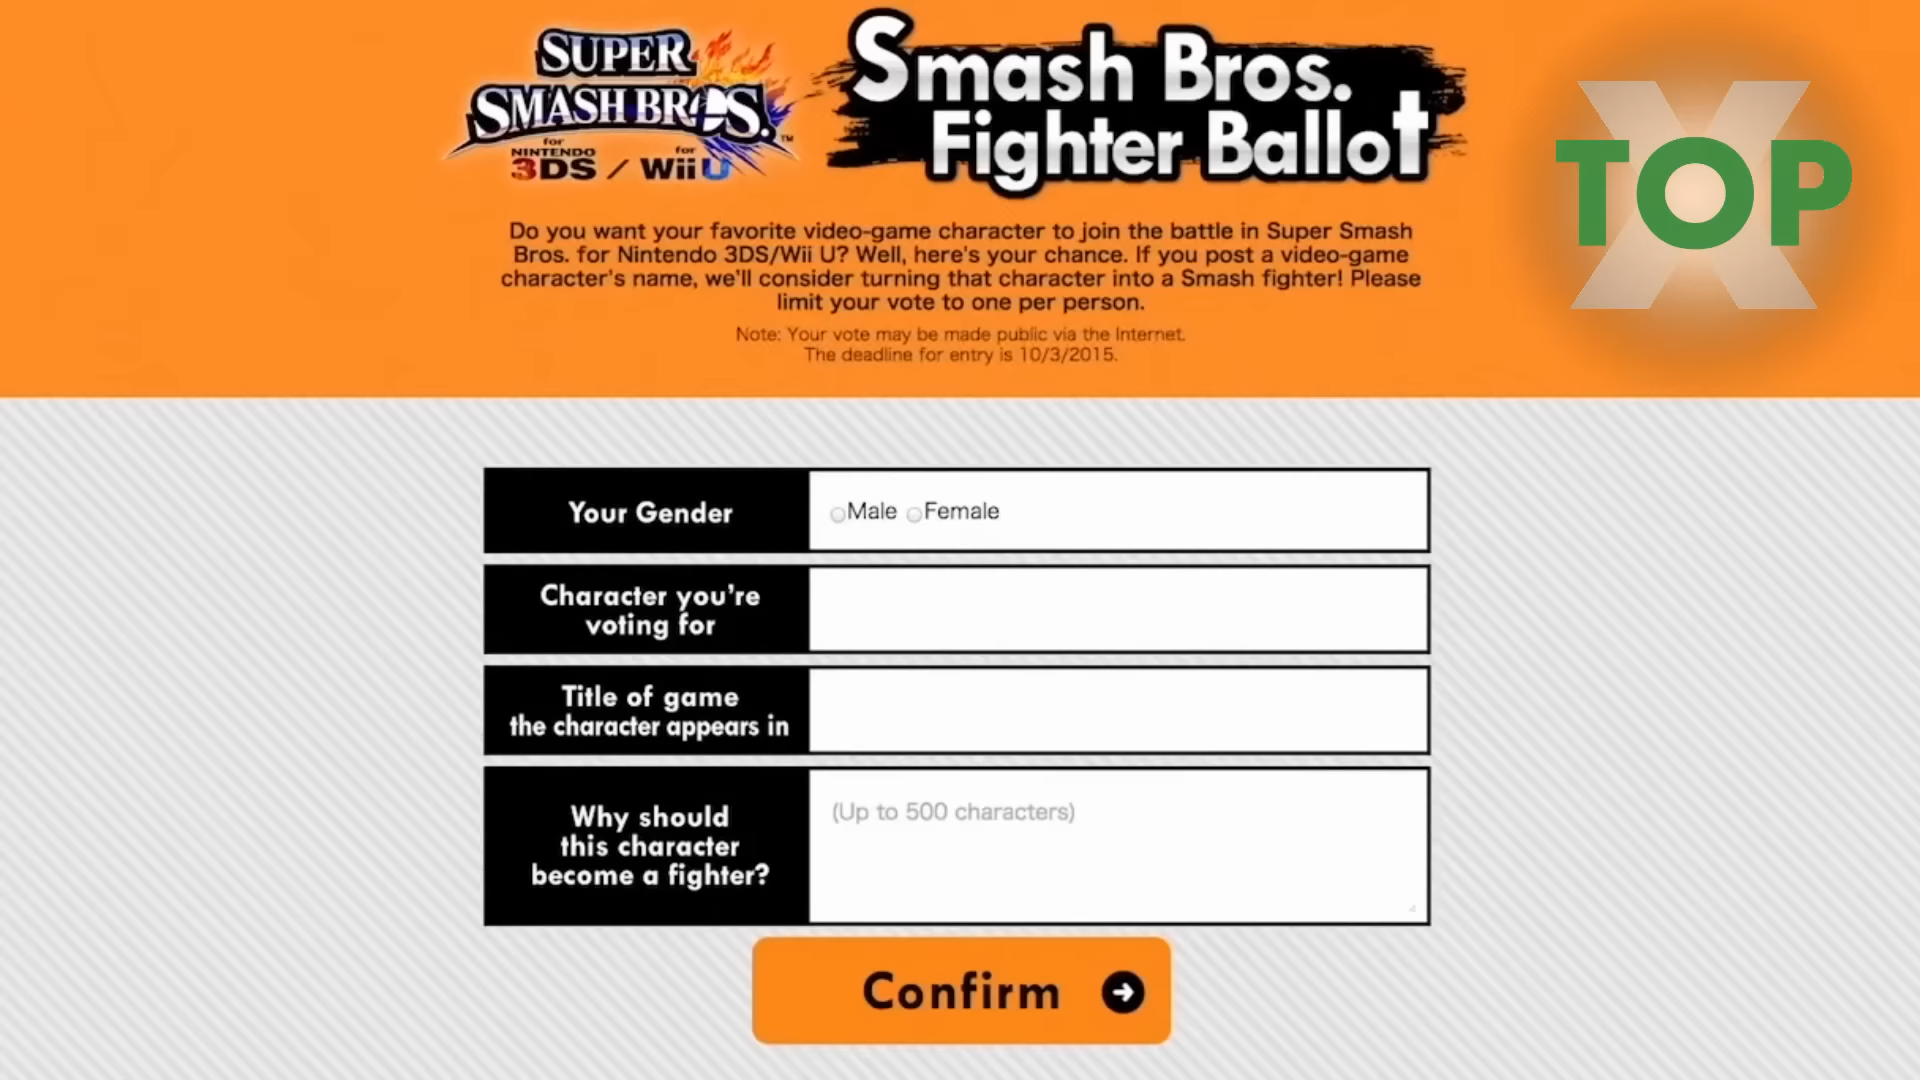 SUPER
SMASH BROS.™
for NINTENDO 3DS / for Wii U
Smash Bros.
Fighter Ballot
X
TOP
Do you want your favorite video-game character to join the battle in Super Smash
Bros. for Nintendo 3DS/Wii U? Well, here's your chance. If you post a video-game
character's name, we'll consider turning that character into a Smash fighter! Please
limit your vote to one per person.
Note: Your vote may be made public via the Internet.
The deadline for entry is 10/3/2015.
Your Gender
Male Female
Character you're
voting for
Title of game
the character appears in
Why should
this character
become a fighter?
(Up to 500 characters)
Confirm